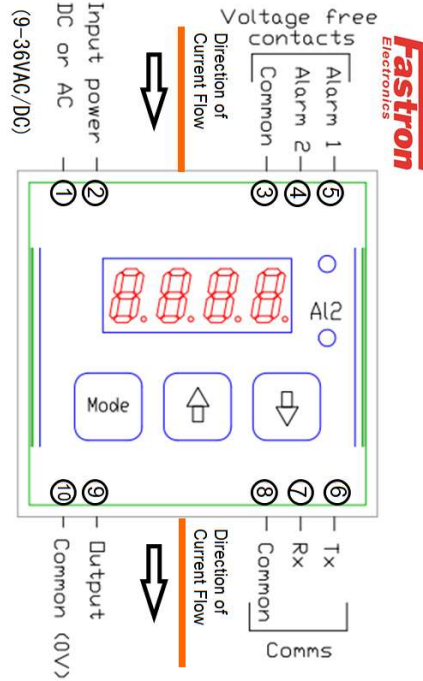 Fastron
Electronics
Voltage free
contacts
Alarm 1
Alarm 2
Common
Direction of
Current Flow
Input power
DC or AC
(9-36VAC/DC)
5
4
3
2
1
Al2
8.8.8.8.
Mode
6
7
8
9
10
Tx
Rx
Common
Comms
Direction of
Current Flow
Output
Common (0V)